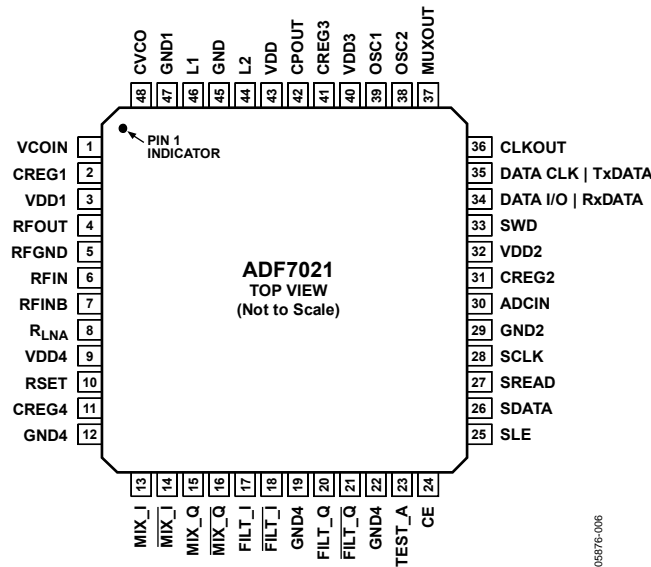 CVCO
GND1
L1
GND
L2
VDD
CPOUT
CREG3
VDD3
OSC1
OSC2
MUXOUT
48
47
46
45
44
43
42
41
40
39
38
37
PIN 1
INDICATOR
VCOIN 1
CREG1 2
VDD1 3
RFOUT 4
RFGND 5
RFIN 6
RFINB 7
RLNA 8
VDD4 9
RSET 10
CREG4 11
GND4 12
ADF7021
TOP VIEW
(Not to Scale)
36 CLKOUT
35 DATA CLK | TxDATA
34 DATA I/O | RxDATA
33 SWD
32 VDD2
31 CREG2
30 ADCIN
29 GND2
28 SCLK
27 SREAD
26 SDATA
25 SLE
13
14
15
16
17
18
19
20
21
22
23
24
MIX_I
MIX_I
MIX_Q
MIX_Q
FILT_I
FILT_I
GND4
FILT_Q
FILT_Q
GND4
TEST_A
CE
05876-006